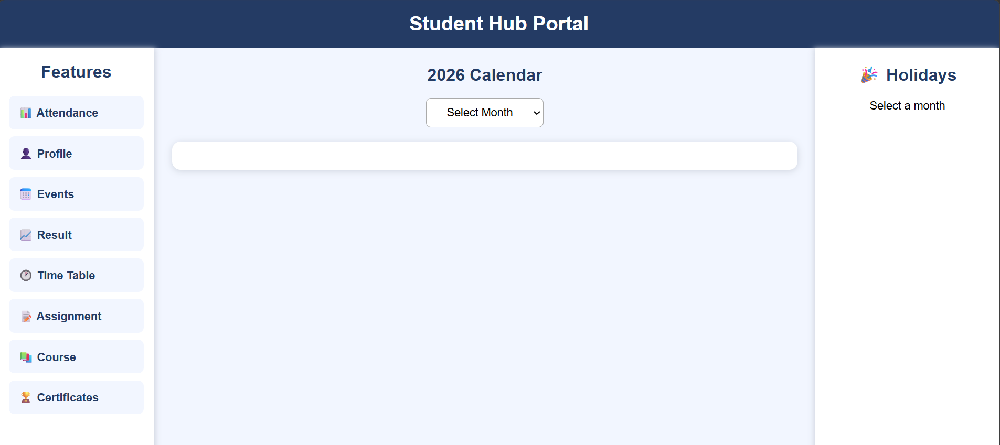 Student Hub Portal
Features
Attendance
Profile
Events
Result
Time Table
Assignment
Course
Certificates
2026 Calendar
Select Month
Holidays
Select a month